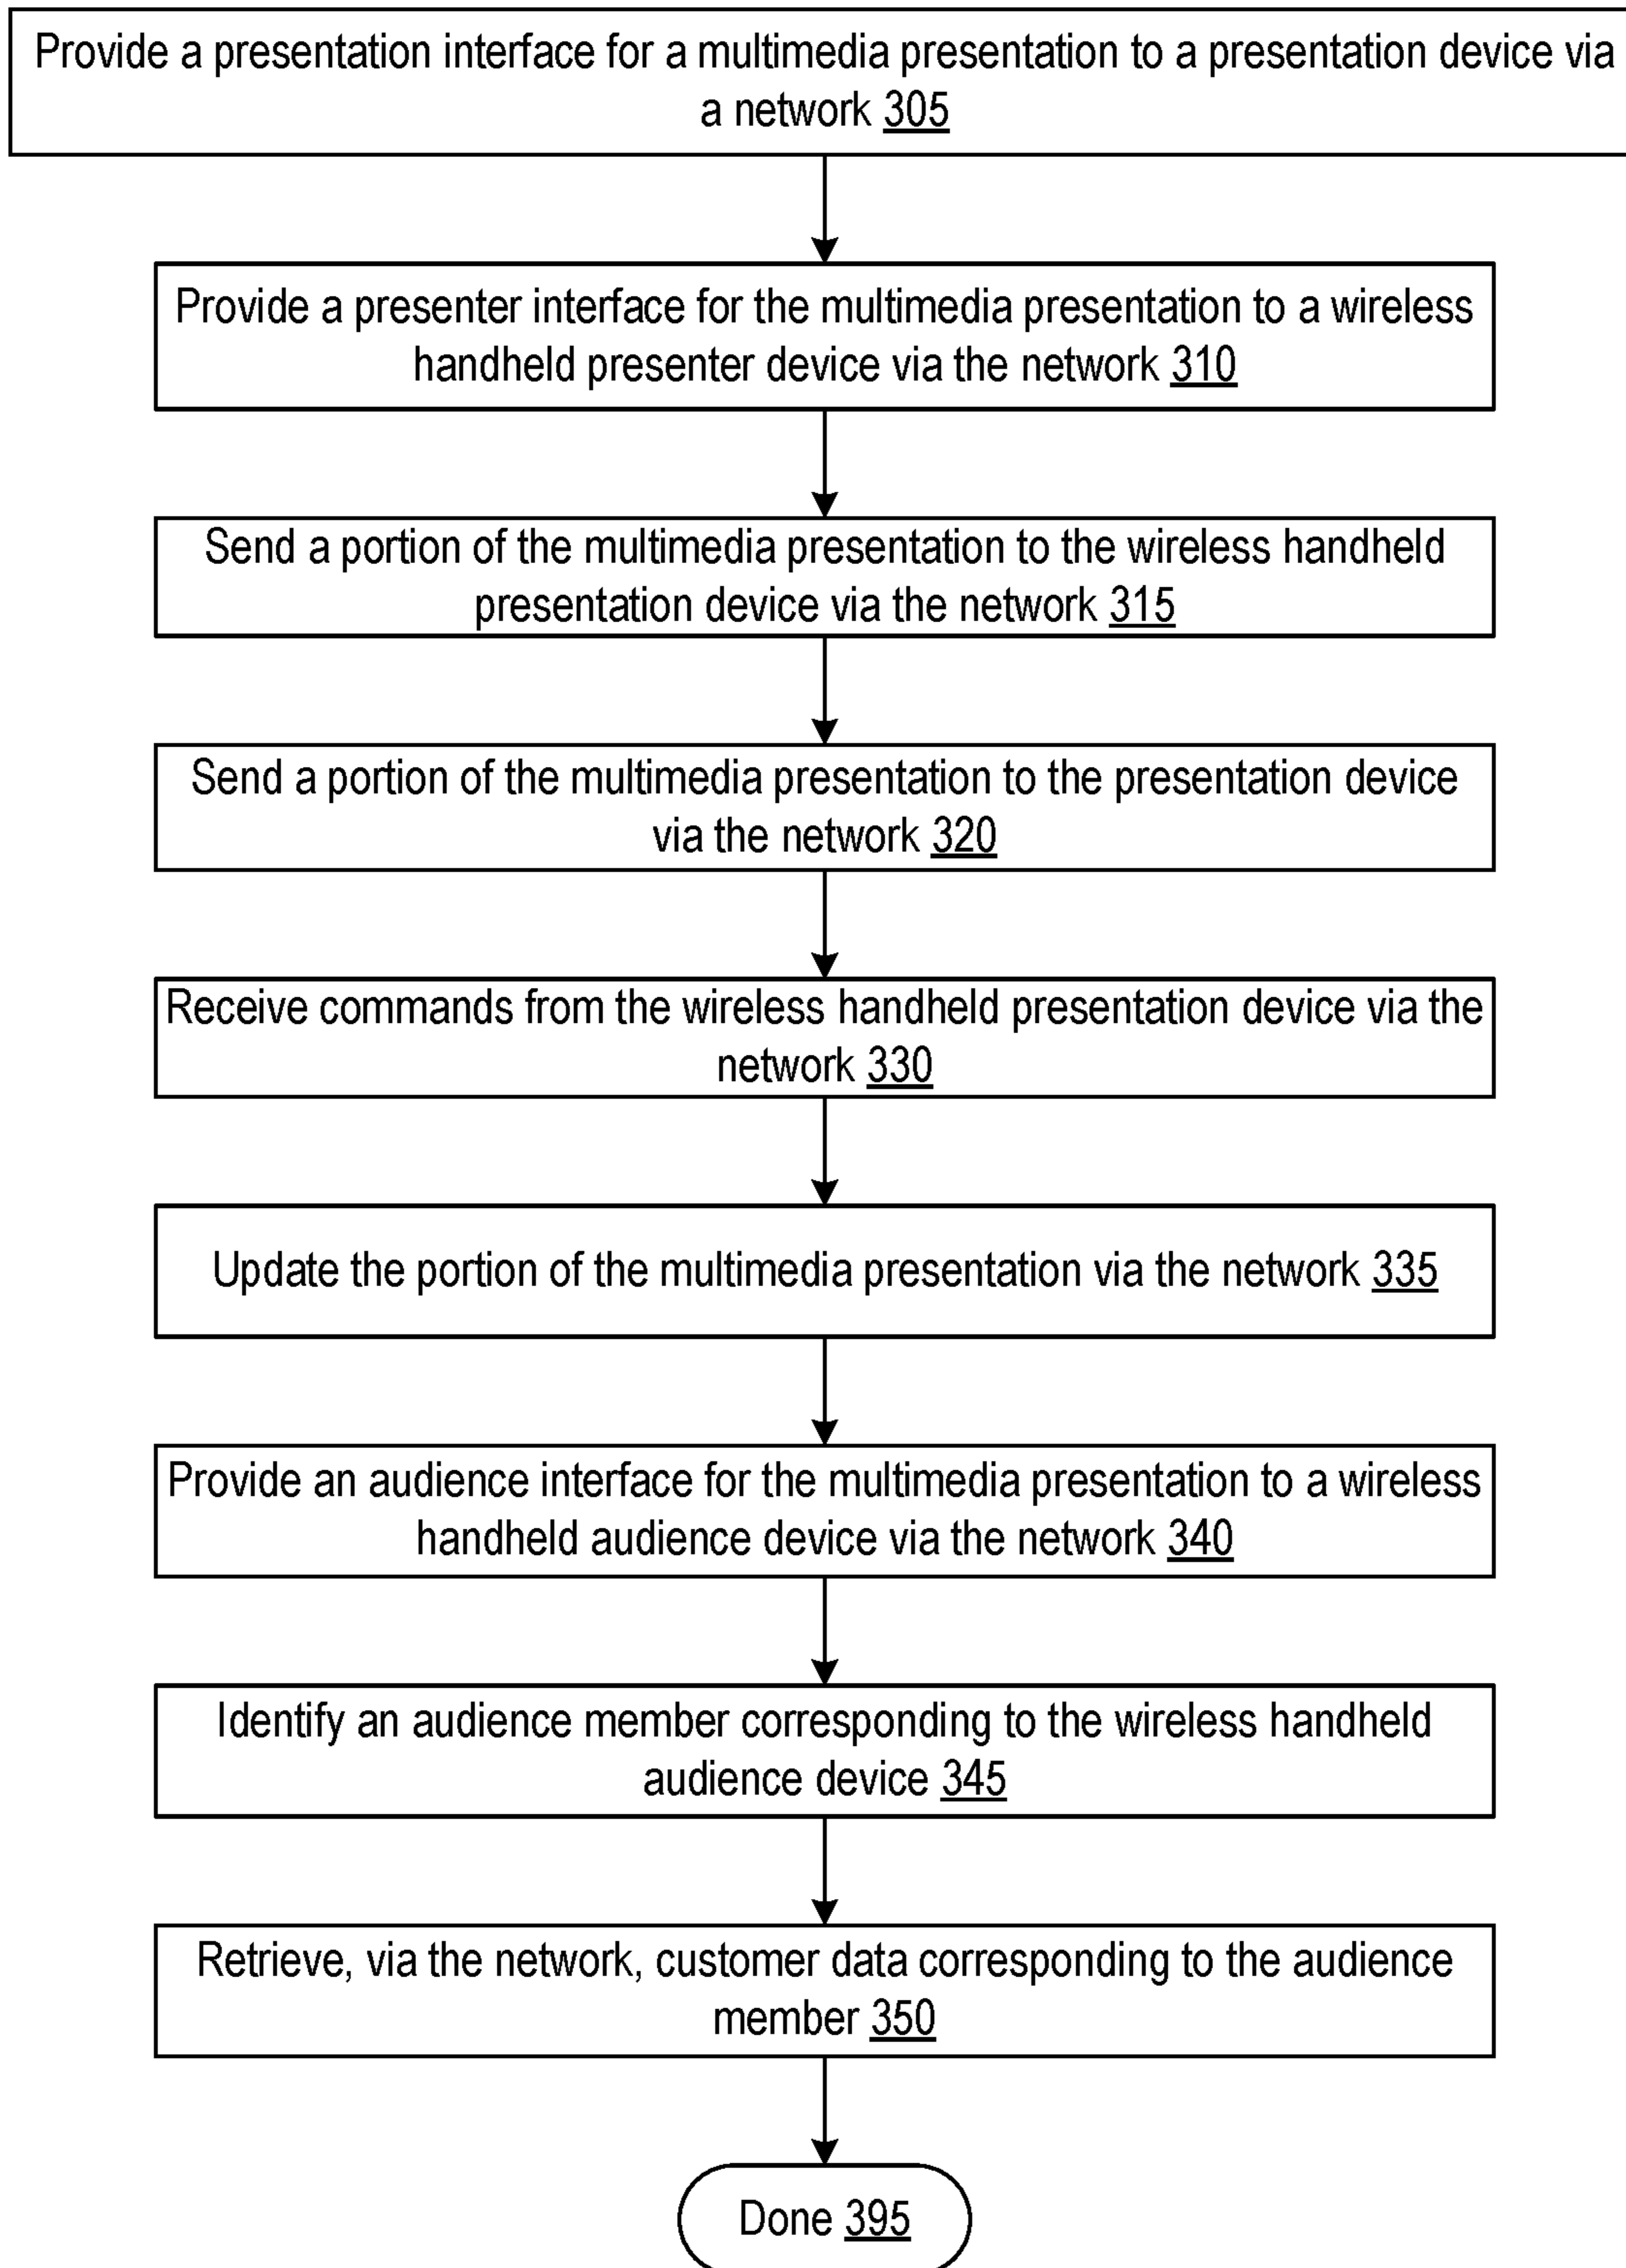 Provide a presentation interface for a multimedia presentation to a presentation device via
a network 305
Provide a presenter interface for the multimedia presentation to a wireless
handheld presenter device via the network 310
Send a portion of the multimedia presentation to the wireless handheld
presentation device via the network 315
Send a portion of the multimedia presentation to the presentation device
via the network 320
Receive commands from the wireless handheld presentation device via the
network 330
Update the portion of the multimedia presentation via the network 335
Provide an audience interface for the multimedia presentation to a wireless
handheld audience device via the network 340
Identify an audience member corresponding to the wireless handheld
audience device 345
Retrieve, via the network, customer data corresponding to the audience
member 350
Done 395